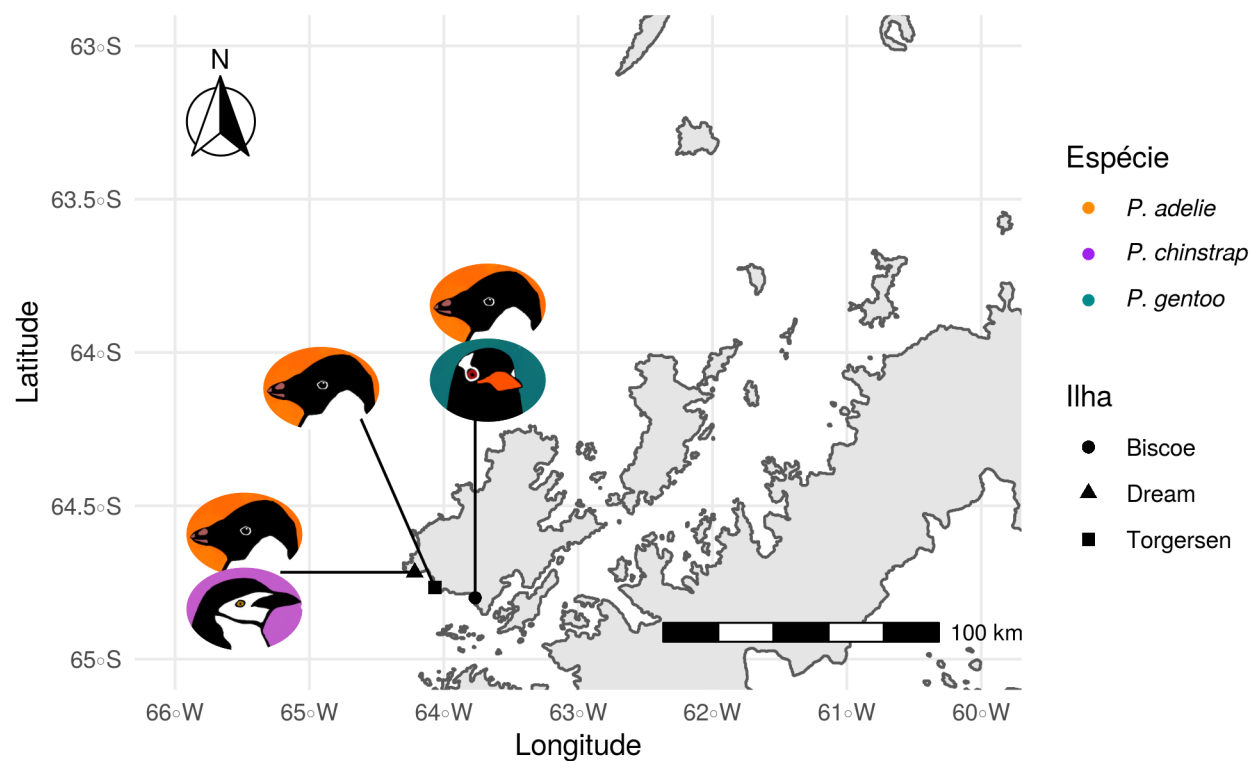 N
63°S
63.5°S
64°S
64.5°S
65°S
Latitude
66°W
65°W
64°W
63°W
62°W
61°W
60°W
Longitude
100 km
Espécie
P. adelie
P. chinstrap
P. gentoo
Ilha
Biscoe
Dream
Torgersen